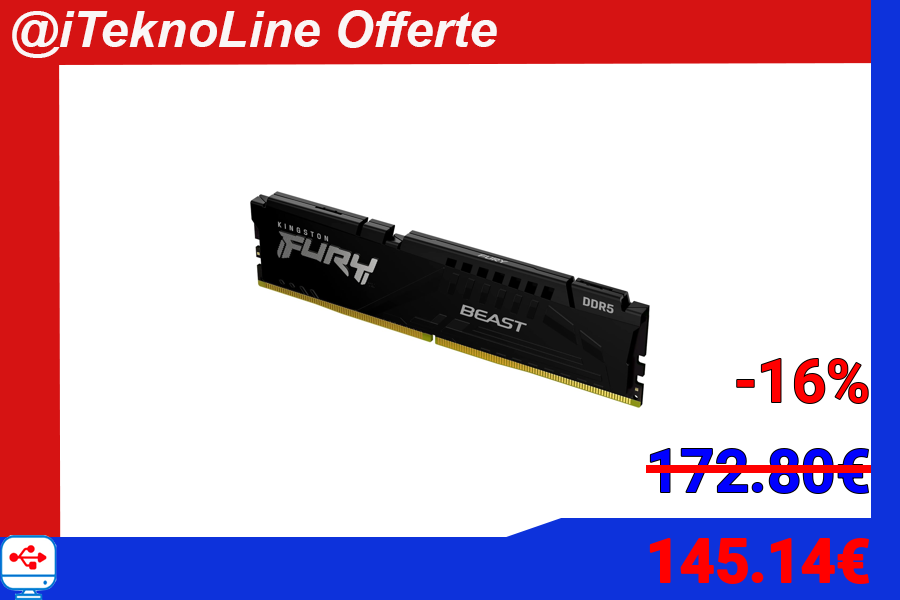 @iTeknoLine Offerte
KINGSTON
FURY
FURY
BEAST
DDR5
-16%
172.80€
145.14€